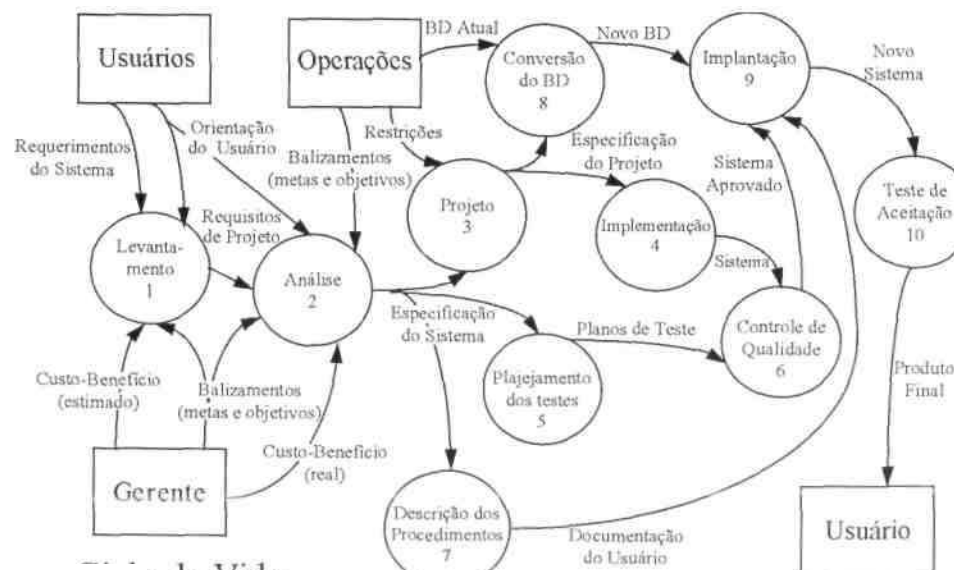 Usuários
Operações
BD Atual
Conversão
do BD
8
Novo BD
Implantação
9
Novo
Sistema
Requerimentos
do Sistema
Orientação
do Usuário
Restrições
Balizamentos
(metas e objetivos)
Especificação
do Projeto
Sistema
Aprovado
Teste de
Aceitação
10
Projeto
3
Implementação
4
Levanta-
mento
1
Requisitos
de Projeto
Análise
2
Sistema
Especificação
do Sistema
Planos de Teste
Controle de
Qualidade
6
Plajejamento
dos testes
5
Custo-Benefício
(estimado)
Balizamentos
(metas e objetivos)
Produto
Final
Gerente
Custo-Benefício
(real)
Descrição dos
Procedimentos
7
Documentação
do Usuário
Usuário